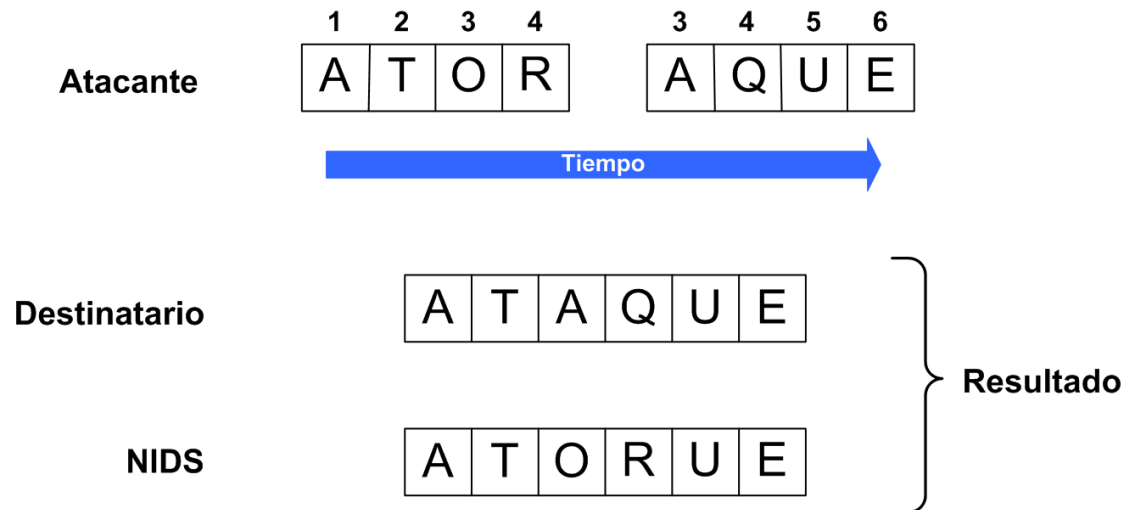 1 2 3 4 3 4 5 6
Atacante A T O R A Q U E
Tiempo
Destinatario A T A Q U E
Resultado
NIDS A T O R U E